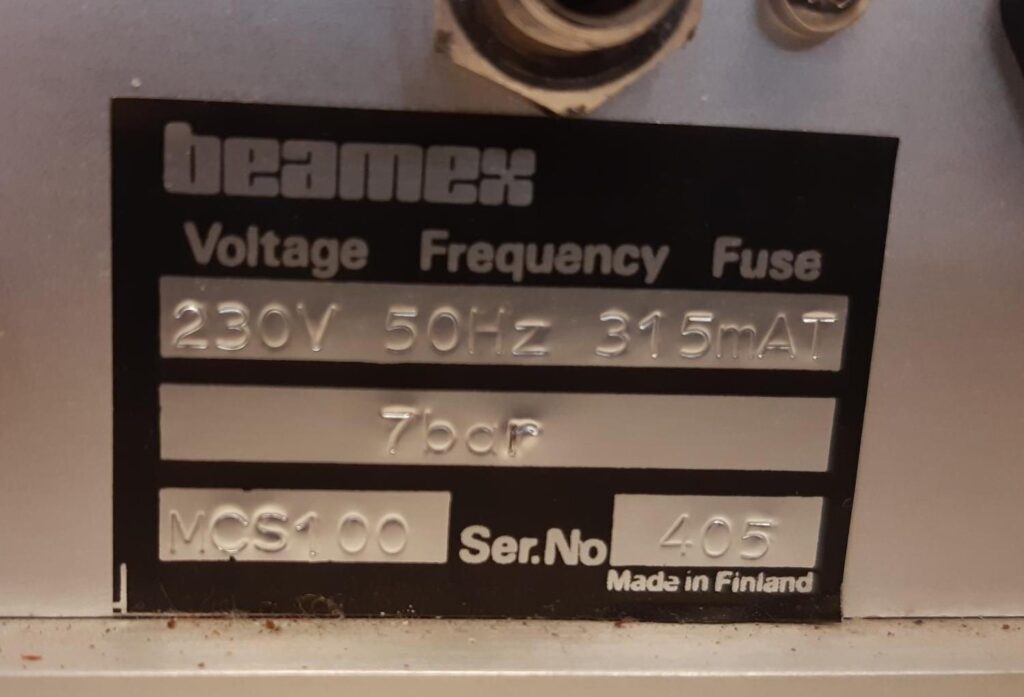 beamex
Voltage Frequency Fuse
230V 50Hz 315mAT
7bar
MCS100 Ser.No 405
Made in Finland